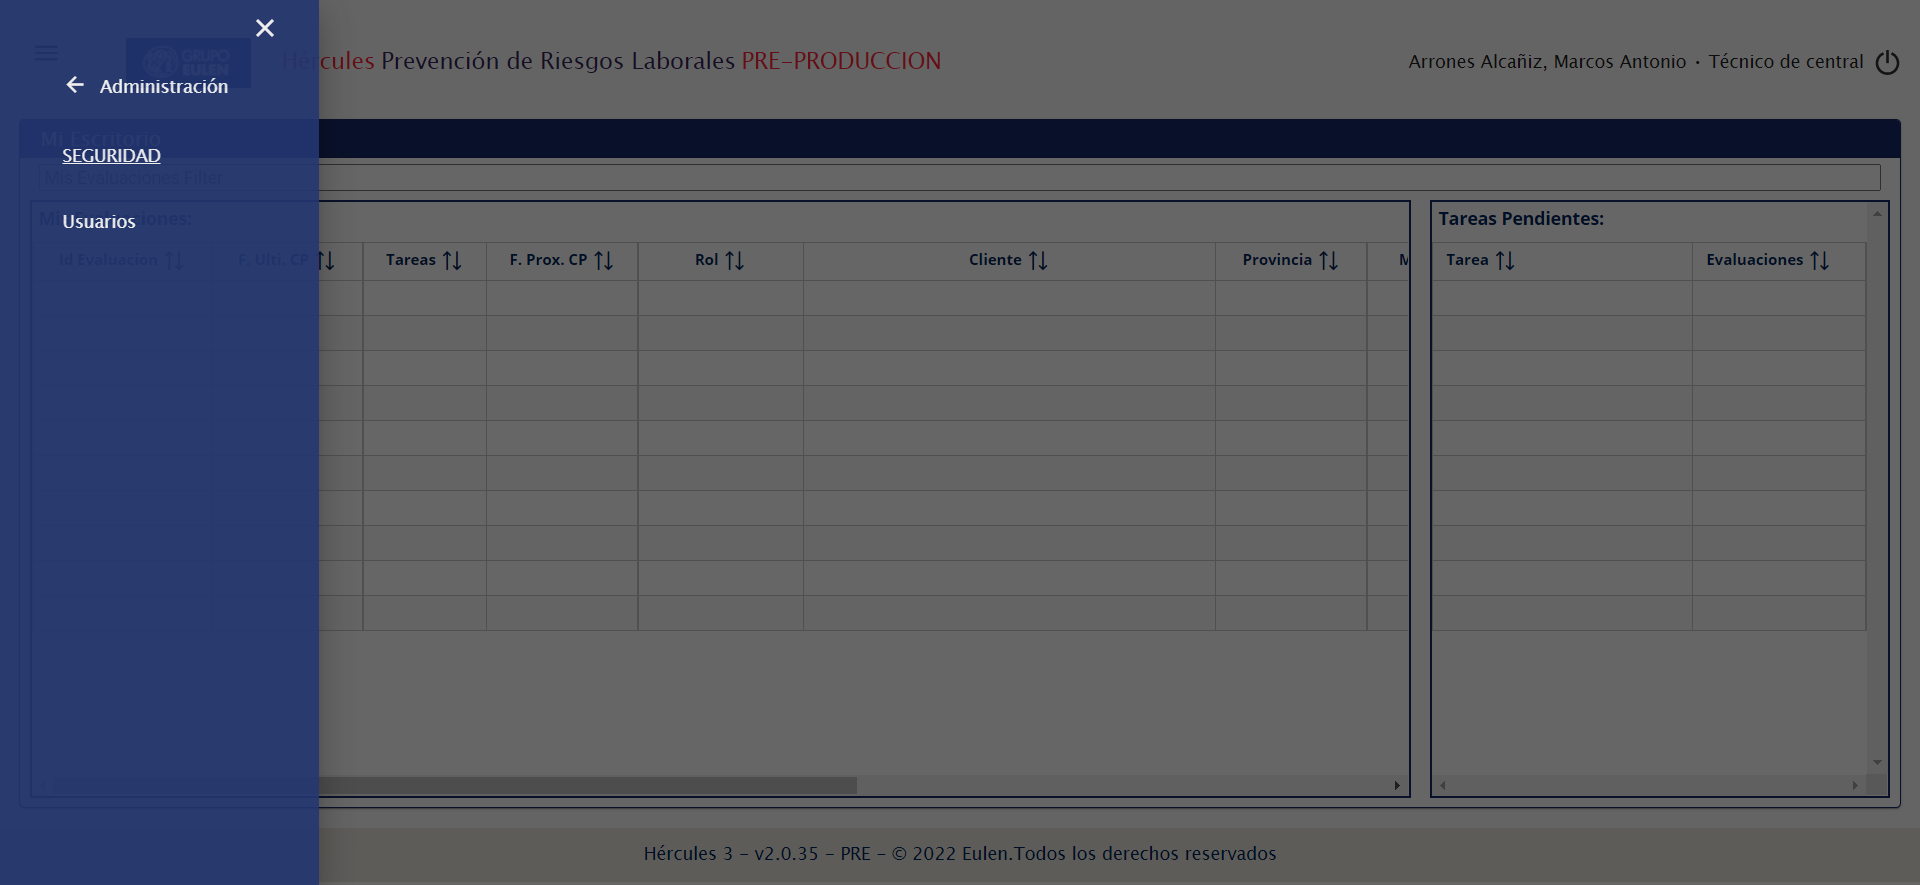 GRUPO
EULEN
Hércules Prevención de Riesgos Laborales PRE-PRODUCCION
Arrones Alcañiz, Marcos Antonio · Técnico de central
Administración
Mi Escritorio
SEGURIDAD
Mis Evaluaciones Filter
Usuarios
Tareas Pendientes:
Id Evaluacion F. Ulti. CP Tareas F. Prox. CP Rol Cliente Provincia Tarea Evaluaciones
Hércules 3 - v2.0.35 - PRE - © 2022 Eulen.Todos los derechos reservados